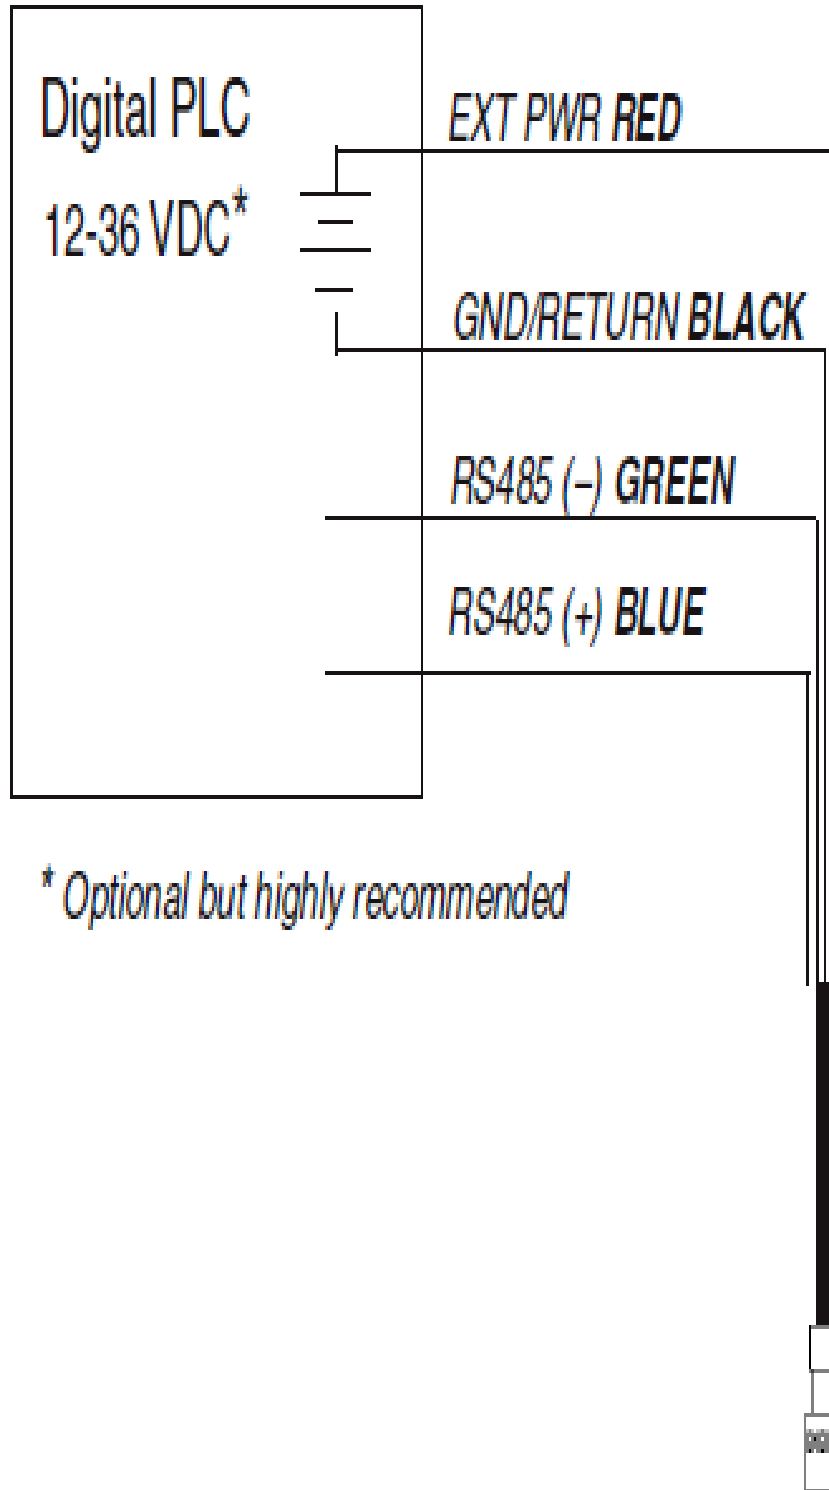 Digital PLC
EXT PWR RED
12-36 VDC*
GND/RETURN BLACK
RS485 (–) GREEN
RS485 (+) BLUE
* Optional but highly recommended